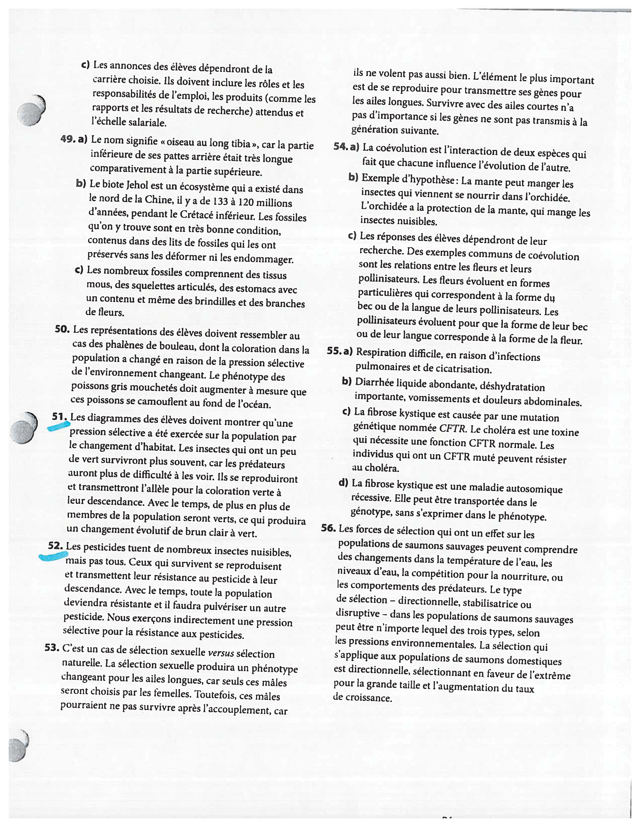 c) Les annonces des élèves dépendront de la
carrière choisie. Ils doivent inclure les rôles et les
responsabilités de l'emploi, les produits (comme les
rapports et les résultats de recherche) attendus et
l'échelle salariale.
49. a) Le nom signifie « oiseau au long tibia », car la partie
inférieure de ses pattes arrière était très longue
comparativement à la partie supérieure.
b) Le biote Jehol est un écosystème qui a existé dans
le nord de la Chine, il y a de 133 à 120 millions
d'années, pendant le Crétacé inférieur. Les fossiles
qu'on y trouve sont en très bonne condition,
contenus dans des lits de fossiles qui les ont
préservés sans les déformer ni les endommager.
c) Les nombreux fossiles comprennent des tissus
mous, des squelettes articulés, des estomacs avec
un contenu et même des brindilles et des branches
de fleurs.
50. Les représentations des élèves doivent ressembler au
cas des phalènes de bouleau, dont la coloration dans la
population a changé en raison de la pression sélective
de l'environnement changeant. Le phénotype des
poissons gris mouchetés doit augmenter à mesure que
ces poissons se camouflent au fond de l'océan.
51. Les diagrammes des élèves doivent montrer qu'une
pression sélective a été exercée sur la population par
le changement d'habitat. Les insectes qui ont un peu
de vert survivront plus souvent, car les prédateurs
auront plus de difficulté à les voir. Ils se reproduiront
et transmettront l'allèle pour la coloration verte à
leur descendance. Avec le temps, de plus en plus de
membres de la population seront verts, ce qui produira
un changement évolutif de brun clair à vert.
52. Les pesticides tuent de nombreux insectes nuisibles,
mais pas tous. Ceux qui survivent se reproduisent
et transmettent leur résistance au pesticide à leur
descendance. Avec le temps, toute la population
deviendra résistante et il faudra pulvériser un autre
pesticide. Nous exerçons indirectement une pression
sélective pour la résistance aux pesticides.
53. C'est un cas de sélection sexuelle versus sélection
naturelle. La sélection sexuelle produira un phénotype
changeant pour les ailes longues, car seuls ces mâles
seront choisis par les femelles. Toutefois, ces mâles
pourraient ne pas survivre après l'accouplement, car
ils ne volent pas aussi bien. L'élément le plus important
est de se reproduire pour transmettre ses gènes pour
les ailes longues. Survivre avec des ailes courtes n'a
pas d'importance si les gènes ne sont pas transmis à la
génération suivante.
54. a) La coévolution est l'interaction de deux espèces qui
fait que chacune influence l'évolution de l'autre.
b) Exemple d'hypothèse : La mante peut manger les
insectes qui viennent se nourrir dans l'orchidée.
L'orchidée a la protection de la mante, qui mange les
insectes nuisibles.
c) Les réponses des élèves dépendront de leur
recherche. Des exemples communs de coévolution
sont les relations entre les fleurs et leurs
pollinisateurs. Les fleurs évoluent en formes
particulières qui correspondent à la forme du
bec ou de la langue de leurs pollinisateurs. Les
pollinisateurs évoluent pour que la forme de leur bec
ou de leur langue corresponde à la forme de la fleur.
55. a) Respiration difficile, en raison d'infections
pulmonaires et de cicatrisation.
b) Diarrhée liquide abondante, déshydratation
importante, vomissements et douleurs abdominales.
c) La fibrose kystique est causée par une mutation
génétique nommée CFTR. Le choléra est une toxine
qui nécessite une fonction CFTR normale. Les
individus qui ont un CFTR muté peuvent résister
au choléra.
d) La fibrose kystique est une maladie autosomique
récessive. Elle peut être transportée dans le
génotype, sans s'exprimer dans le phénotype.
56. Les forces de sélection qui ont un effet sur les
populations de saumons sauvages peuvent comprendre
des changements dans la température de l'eau, les
niveaux d'eau, la compétition pour la nourriture, ou
les comportements des prédateurs. Le type
de sélection – directionnelle, stabilisatrice ou
disruptive – dans les populations de saumons sauvages
peut être n'importe lequel des trois types, selon
les pressions environnementales. La sélection qui
s'applique aux populations de saumons domestiques
est directionnelle, sélectionnant en faveur de l'extrême
pour la grande taille et l'augmentation du taux
de croissance.